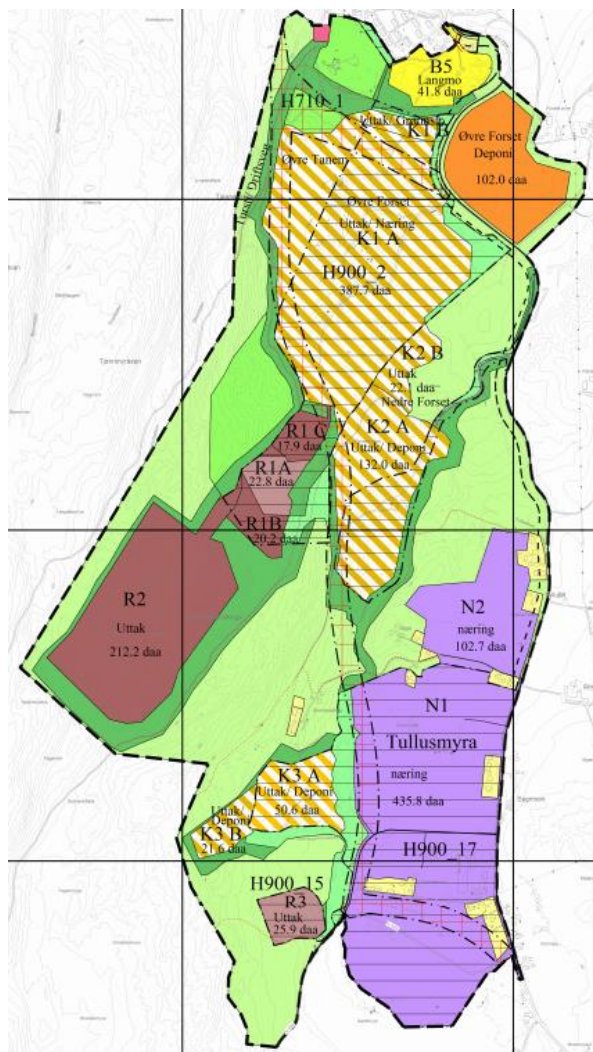 B5
Langmo
41.8 daa
H710_1
Uttak/ Grønnstr
K1 B
Øvre Forset
Deponi
102.0 daa
Øvre Tanem
Uttak/ Driftsveg
Øvre Forset
Uttak/ Næring
K1 A
H900_2
387.7 daa
K2 B
Uttak
22.1 daa
Nedre Forset
K2 A
Uttak/ Deponi
132.0 daa
R1 C
17.9 daa
R1A
22.8 daa
R1B
20.2 daa
R2
Uttak
212.2 daa
N2
næring
102.7 daa
N1
Tullusmyra
næring
435.8 daa
K3 A
Uttak/ Deponi
50.6 daa
Uttak/
Deponi
K3 B
21.6 daa
H900_17
H900_15
R3
Uttak
25.9 daa